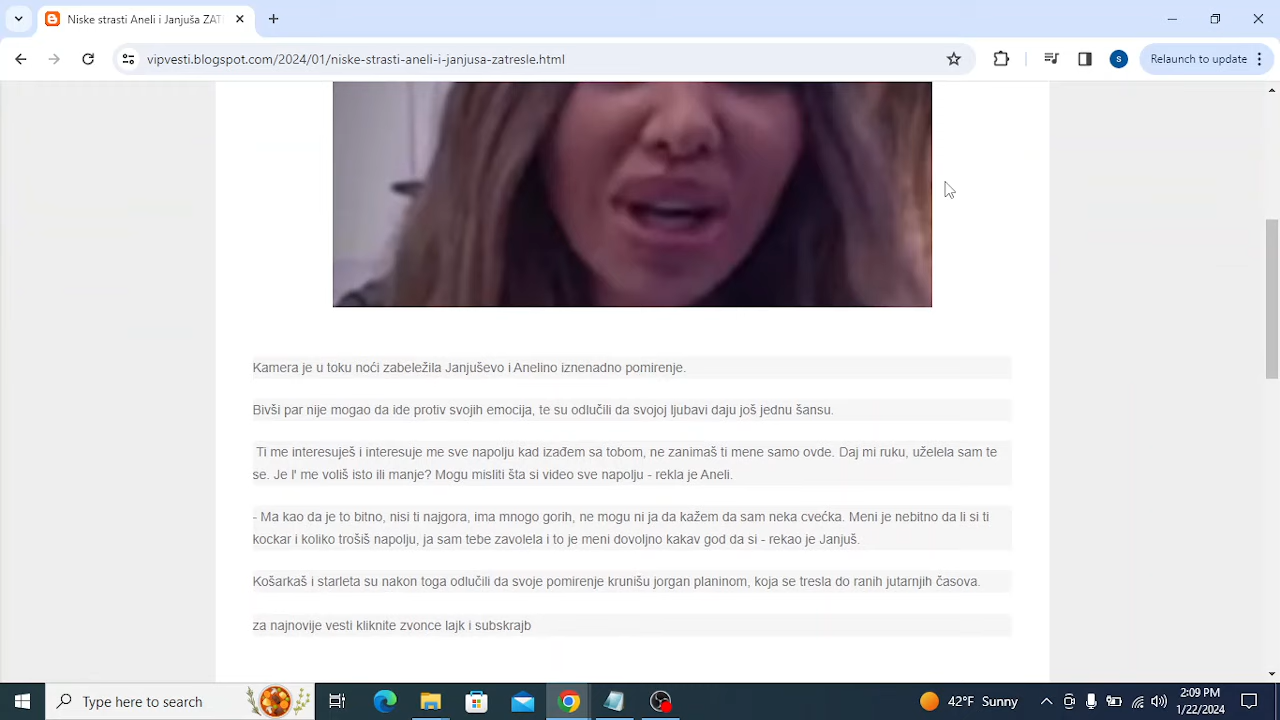 Niske strasti Aneli i Janjuša ZAT
vipvesti.blogspot.com/2024/01/niske-strasti-aneli-i-janjusa-zatresle.html
S
Relaunch to update
Kamera je u toku noći zabeležila Janjuševo i Anelino iznenadno pomirenje.
Bivši par nije mogao da ide protiv svojih emocija, te su odlučili da svojoj ljubavi daju još jednu šansu.
Ti me interesuješ i interesuje me sve napolju kad izađem sa tobom, ne zanimaš ti mene samo ovde. Daj mi ruku, uželela sam te
se. Je l' me voliš isto ili manje? Mogu misliti šta si video sve napolju - rekla je Aneli.
- Ma kao da je to bitno, nisi ti najgora, ima mnogo gorih, ne mogu ni ja da kažem da sam neka cvećka. Meni je nebitno da li si ti
kockar i koliko trošiš napolju, ja sam tebe zavolela i to je meni dovoljno kakav god da si - rekao je Janjuš.
Košarkaš i starleta su nakon toga odlučili da svoje pomirenje krunišu jorgan planinom, koja se tresla do ranih jutarnjih časova.
za najnovije vesti kliknite zvonce lajk i subskrajb
Type here to search
42°F Sunny
2:09 PM
1/22/2024